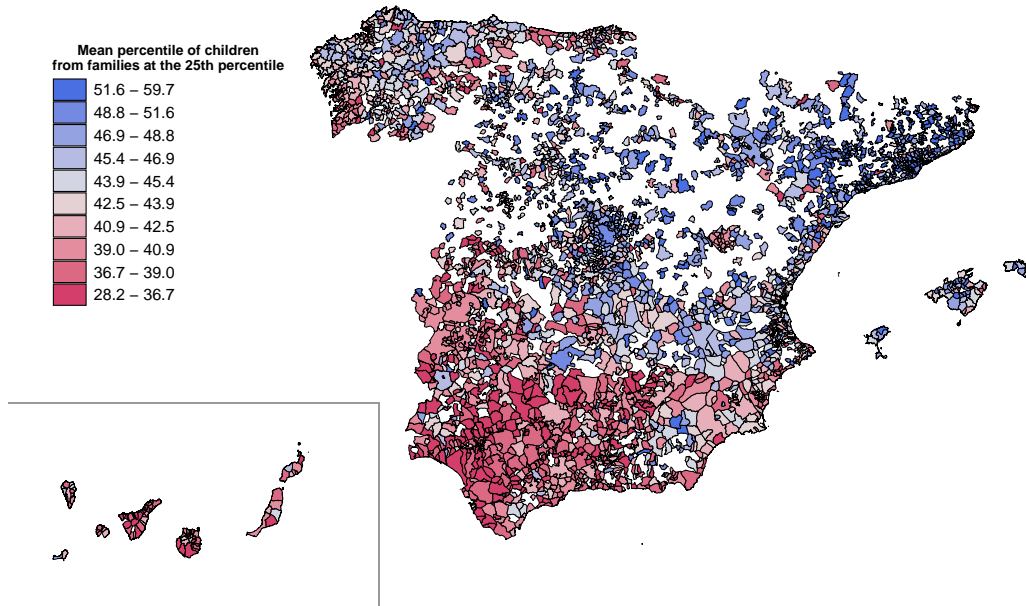 Mean percentile of children
from families at the 25th percentile
51.6 – 59.7
48.8 – 51.6
46.9 – 48.8
45.4 – 46.9
43.9 – 45.4
42.5 – 43.9
40.9 – 42.5
39.0 – 40.9
36.7 – 39.0
28.2 – 36.7